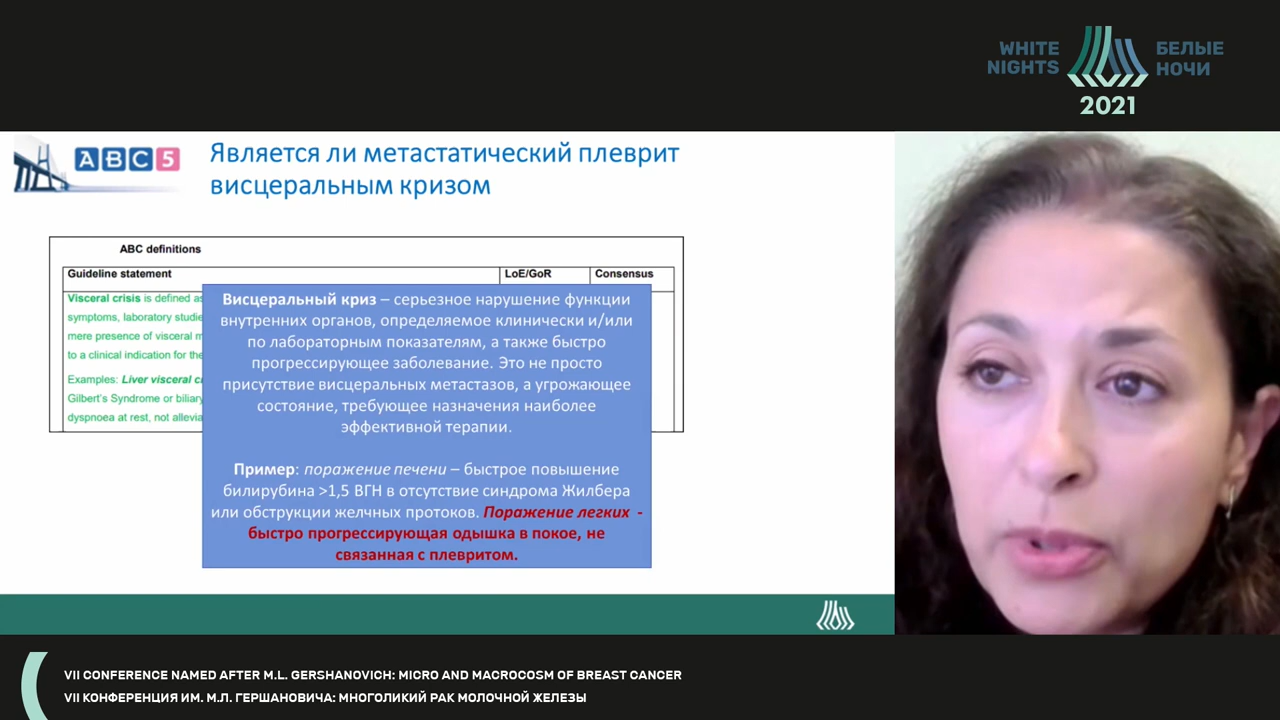 WHITE
NIGHTS
БЕЛЫЕ
НОЧИ
2021
ABC5
Является ли метастатический плеврит
висцеральным кризом
ABC definitions
Guideline statement
LoE/GoR
Consensus
Visceral crisis is defined as
symptoms, laboratory studie
mere presence of visceral m
to a clinical indication for the
Examples: Liver visceral cr
Gilbert's Syndrome or biliary
dyspnoea at rest, not allevia
Висцеральный криз – серьезное нарушение функции
внутренних органов, определяемое клинически и/или
по лабораторным показателям, а также быстро
прогрессирующее заболевание. Это не просто
присутствие висцеральных метастазов, а угрожающее
состояние, требующее назначения наиболее
эффективной терапии.
Пример: поражение печени – быстрое повышение
билирубина >1,5 ВГН в отсутствие синдрома Жилбера
или обструкции желчных протоков. Поражение легких -
быстро прогрессирующая одышка в покое, не
связанная с плевритом.
VII CONFERENCE NAMED AFTER M.L. GERSHANOVICH: MICRO AND MACROCOSM OF BREAST CANCER
VII КОНФЕРЕНЦИЯ ИМ. М.Л. ГЕРШАНОВИЧА: МНОГОЛИКИЙ РАК МОЛОЧНОЙ ЖЕЛЕЗЫ